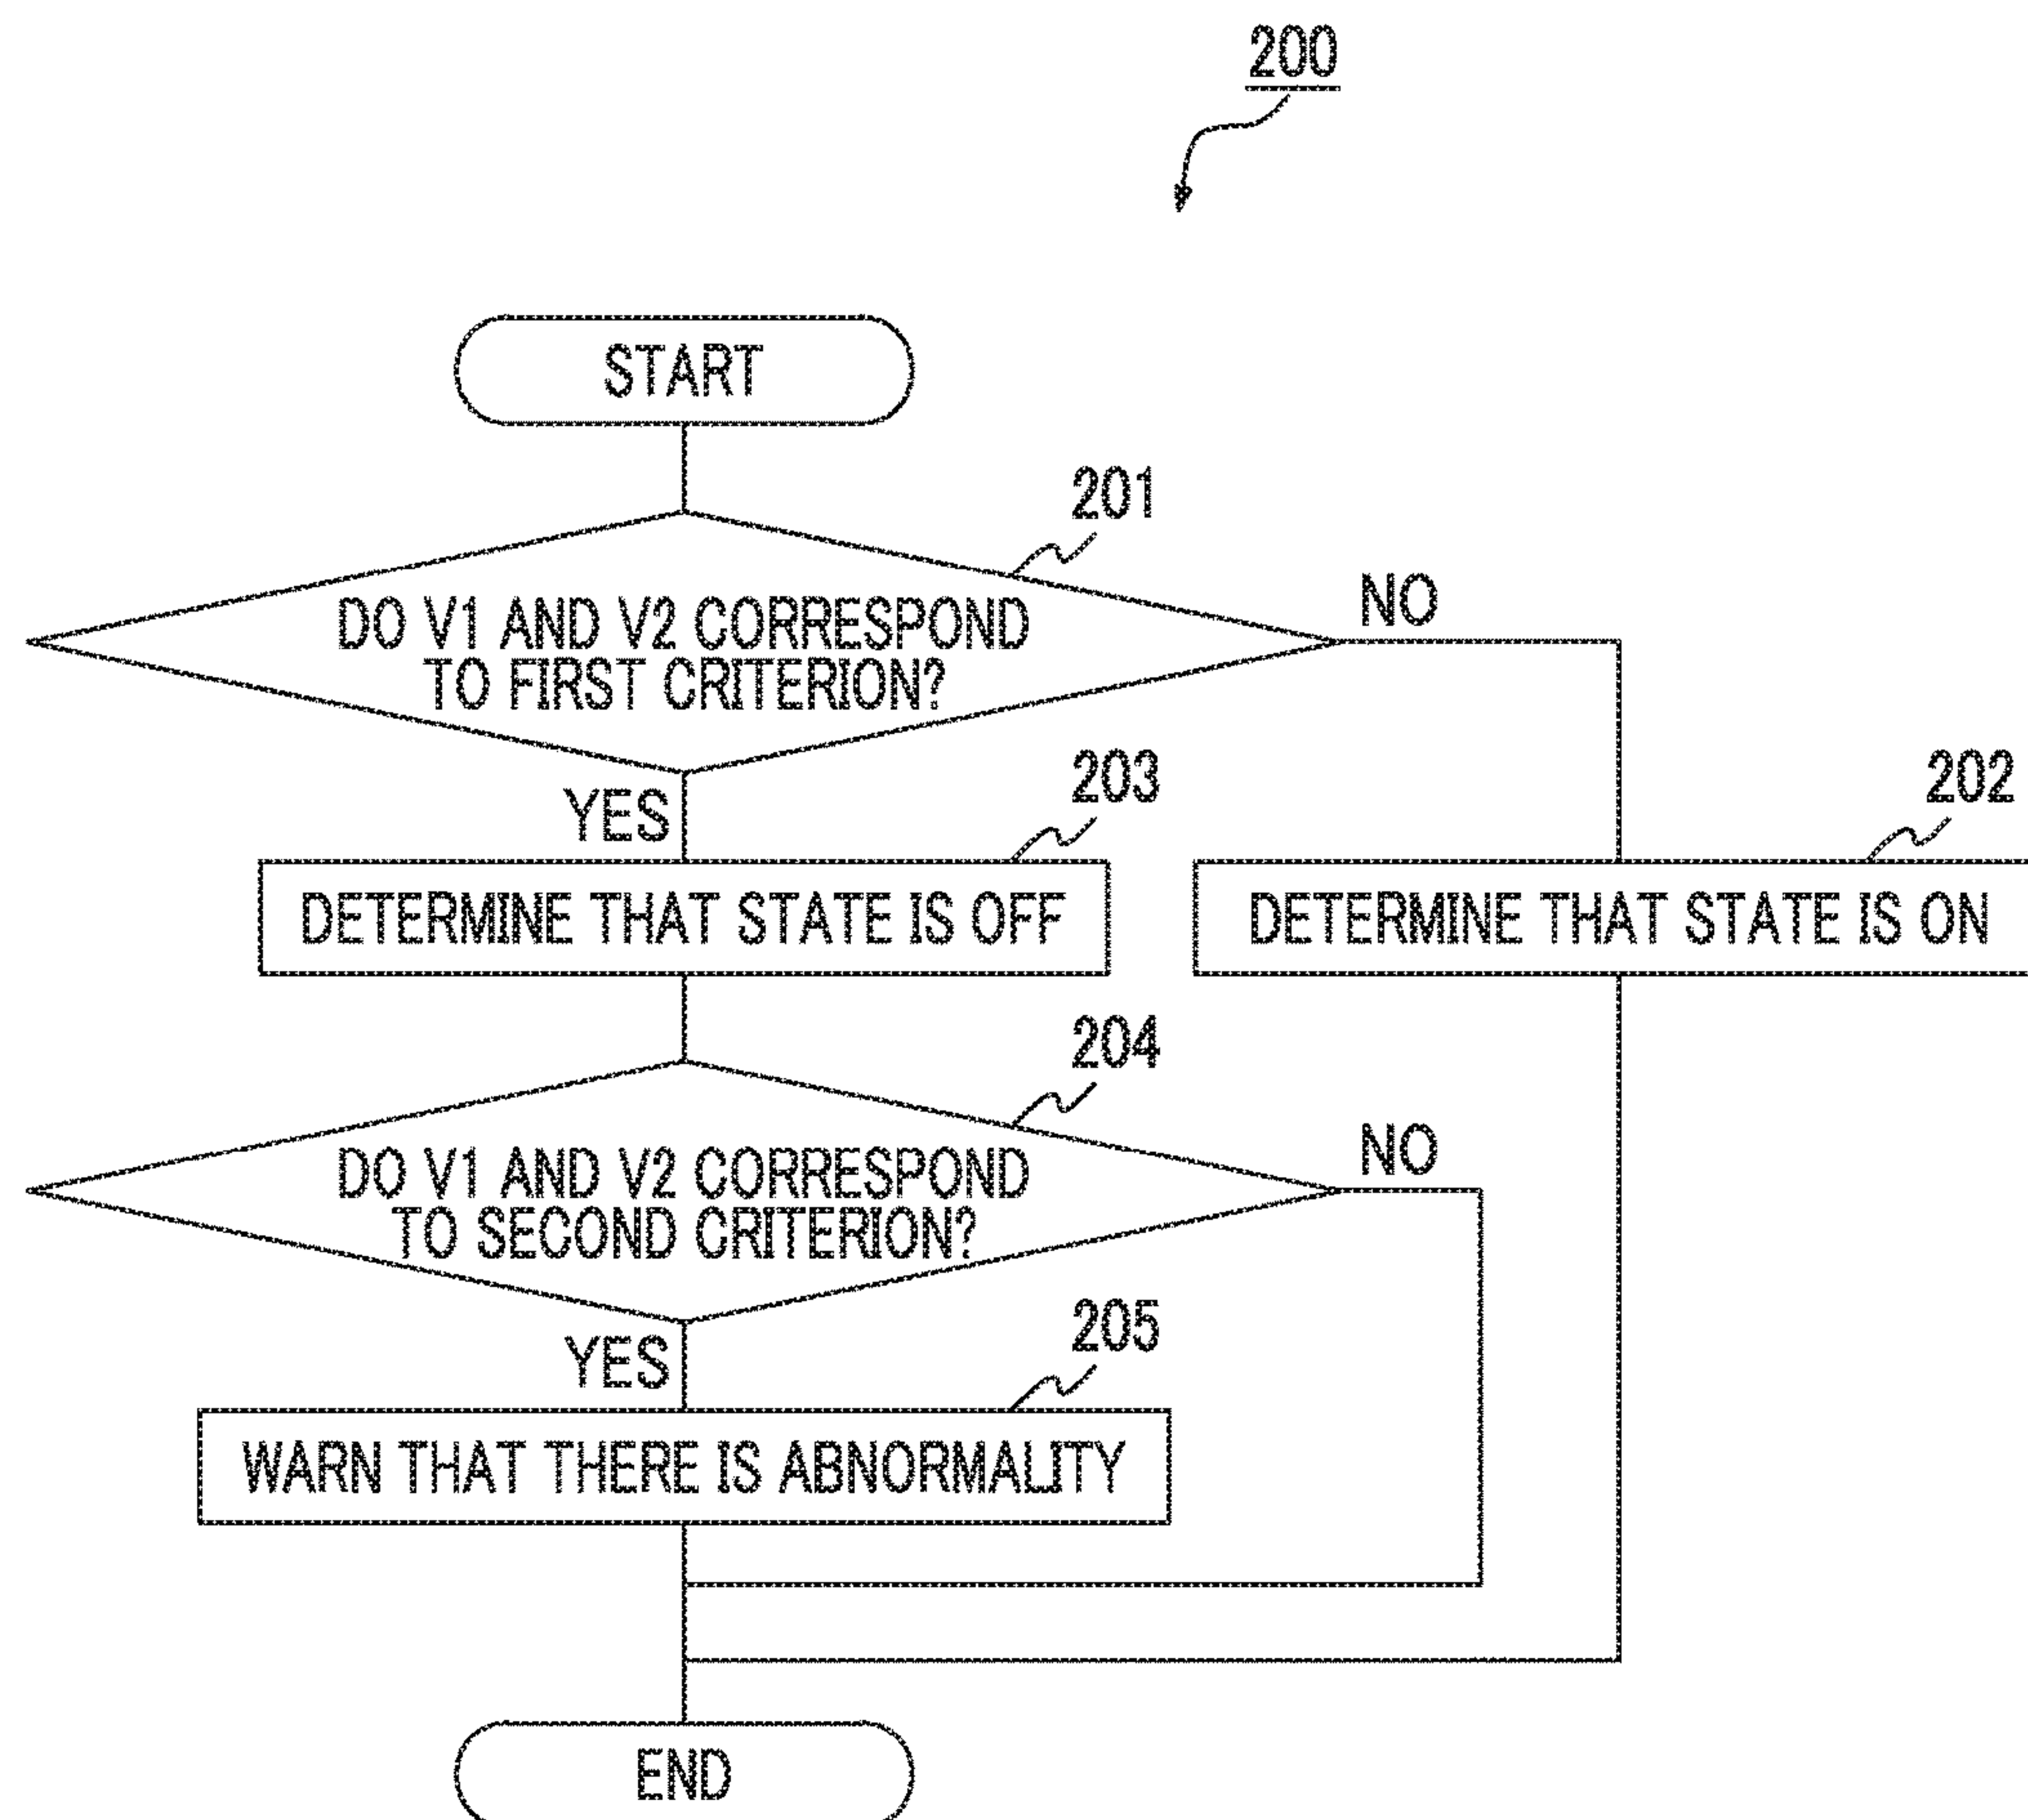 200
START
201
DO V1 AND V2 CORRESPOND
TO FIRST CRITERION?
NO
YES
203
202
DETERMINE THAT STATE IS OFF
DETERMINE THAT STATE IS ON
204
DO V1 AND V2 CORRESPOND
TO SECOND CRITERION?
NO
YES
205
WARN THAT THERE IS ABNORMALITY
END